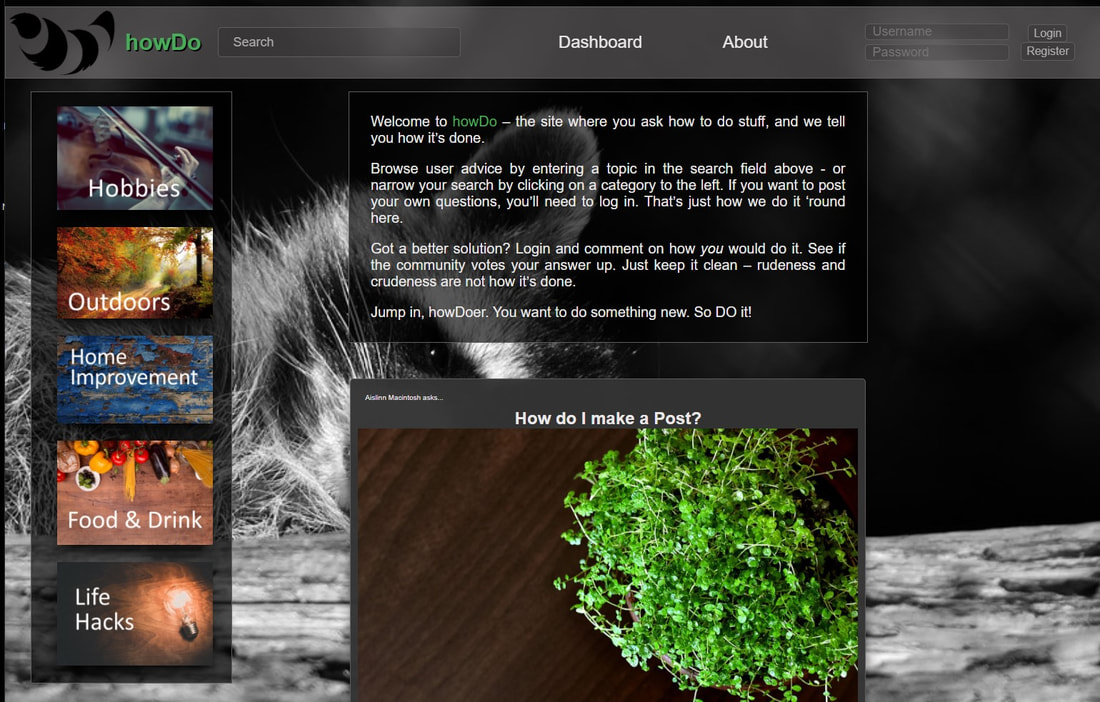 howDo
Search
Dashboard
About
Username
Password
Login
Register
Hobbies
Outdoors
Home
Improvement
Food & Drink
Life
Hacks
Welcome to howDo – the site where you ask how to do stuff, and we tell
you how it's done.
Browse user advice by entering a topic in the search field above - or
narrow your search by clicking on a category to the left. If you want to post
your own questions, you'll need to log in. That's just how we do it ‘round
here.
Got a better solution? Login and comment on how you would do it. See if
the community votes your answer up. Just keep it clean – rudeness and
crudeness are not how it's done.
Jump in, howDoer. You want to do something new. So DO it!
Aislinn Macintosh asks...
How do I make a Post?